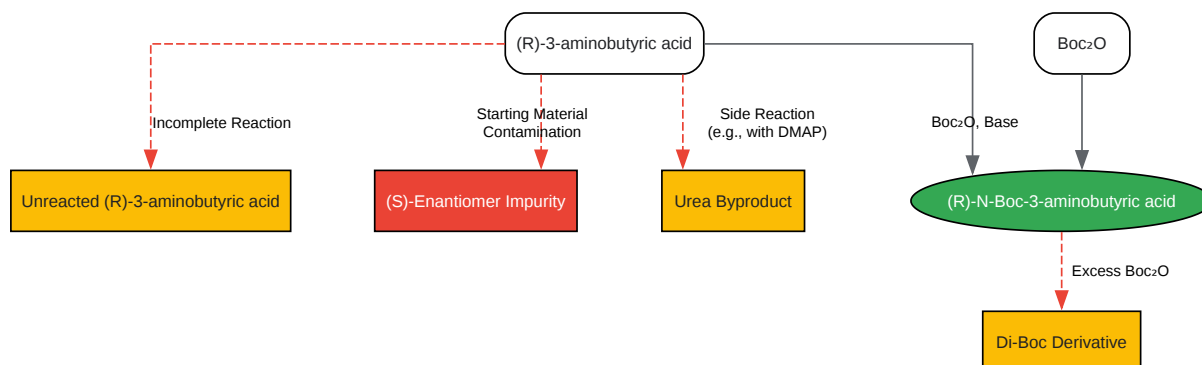 (R)-3-aminobutyric acid
Boc₂O
Incomplete Reaction
Starting Material
Contamination
Side Reaction
(e.g., with DMAP)
Boc₂O, Base
Unreacted (R)-3-aminobutyric acid
(S)-Enantiomer Impurity
Urea Byproduct
(R)-N-Boc-3-aminobutyric acid
Excess Boc₂O
Di-Boc Derivative